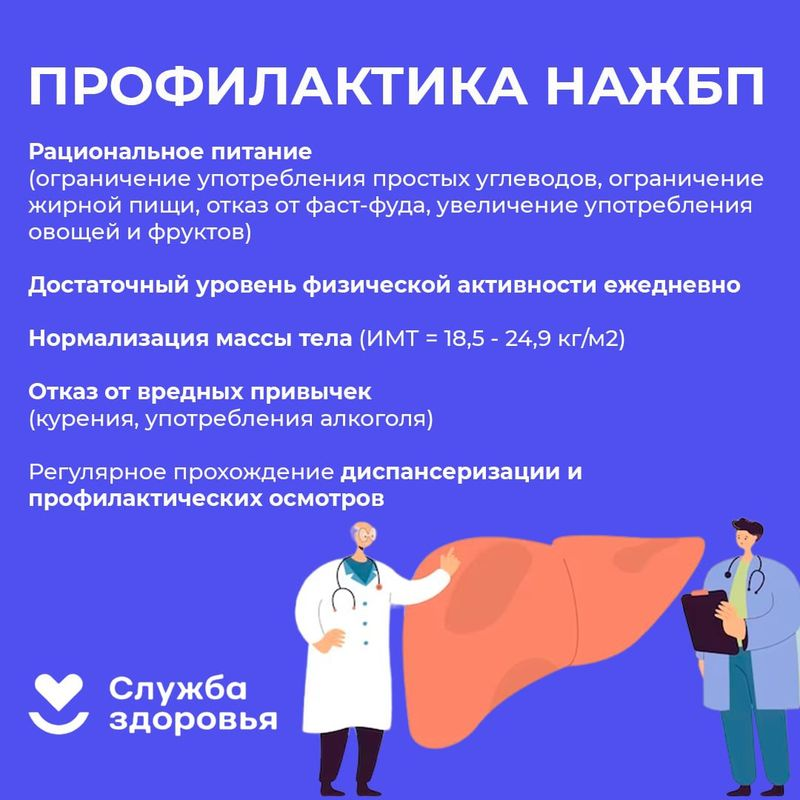 ПРОФИЛАКТИКА НАЖБП
Рациональное питание
(ограничение употребления простых углеводов, ограничение
жирной пищи, отказ от фаст-фуда, увеличение употребления
овощей и фруктов)
Достаточный уровень физической активности ежедневно
Нормализация массы тела (ИМТ = 18,5 - 24,9 кг/м2)
Отказ от вредных привычек
(курения, употребления алкоголя)
Регулярное прохождение диспансеризации и
профилактических осмотров
Служба
здоровья